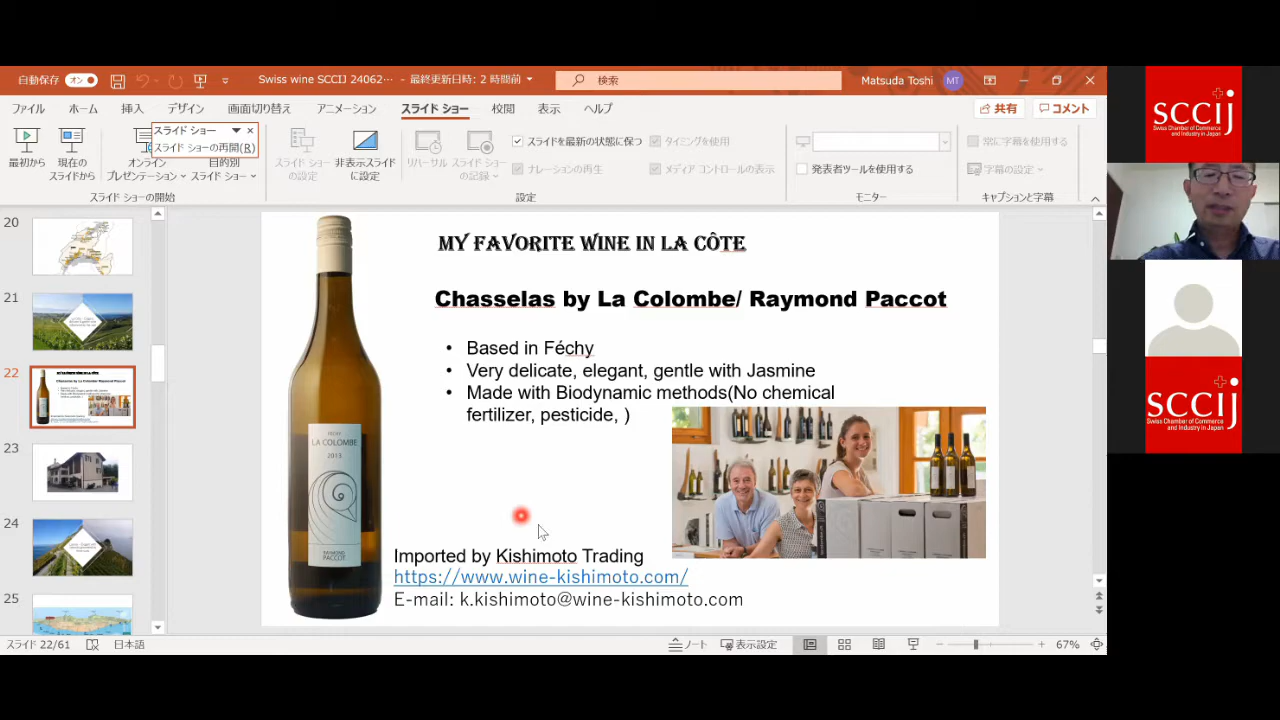 自動保存 オン
Swiss wine SCCIJ 24062… - 最終更新日時: 2 時間前
検索
Matsuda Toshi MT
ファイル ホーム 挿入 デザイン 画面切り替え アニメーション スライド ショー 校閲 表示 ヘルプ
共有 コメント
スライド ショー
スライド ショーの再開(R)
最初から
現在の
スライドから
オンライン
プレゼンテーション
目的別
スライド ショー
スライド ショーの開始
スライド ショー
の設定
非表示スライド
に設定
リハーサル
スライド ショー
の記録
スライドを最新の状態に保つ
ナレーションの再生
タイミングを使用
メディア コントロールの表示
設定
発表者ツールを使用する
モニター
常に字幕を使用する
字幕の設定
キャプションと字幕
20
21
22
23
24
25
MY FAVORITE WINE IN LA CÔTE
Chasselas by La Colombe/ Raymond Paccot
• Based in Féchy
• Very delicate, elegant, gentle with Jasmine
• Made with Biodynamic methods(No chemical
fertilizer, pesticide, )
FÉCHY
LA COLOMBE
2015
RAYMOND
PACCOT
Imported by Kishimoto Trading
https://www.wine-kishimoto.com/
E-mail: k.kishimoto@wine-kishimoto.com
スライド 22/61 日本語
ノート 表示設定
67%
SCCIJ
Swiss Chamber of Commerce
and Industry in Japan
SCCIJ
Swiss Chamber of Commerce
and Industry in Japan